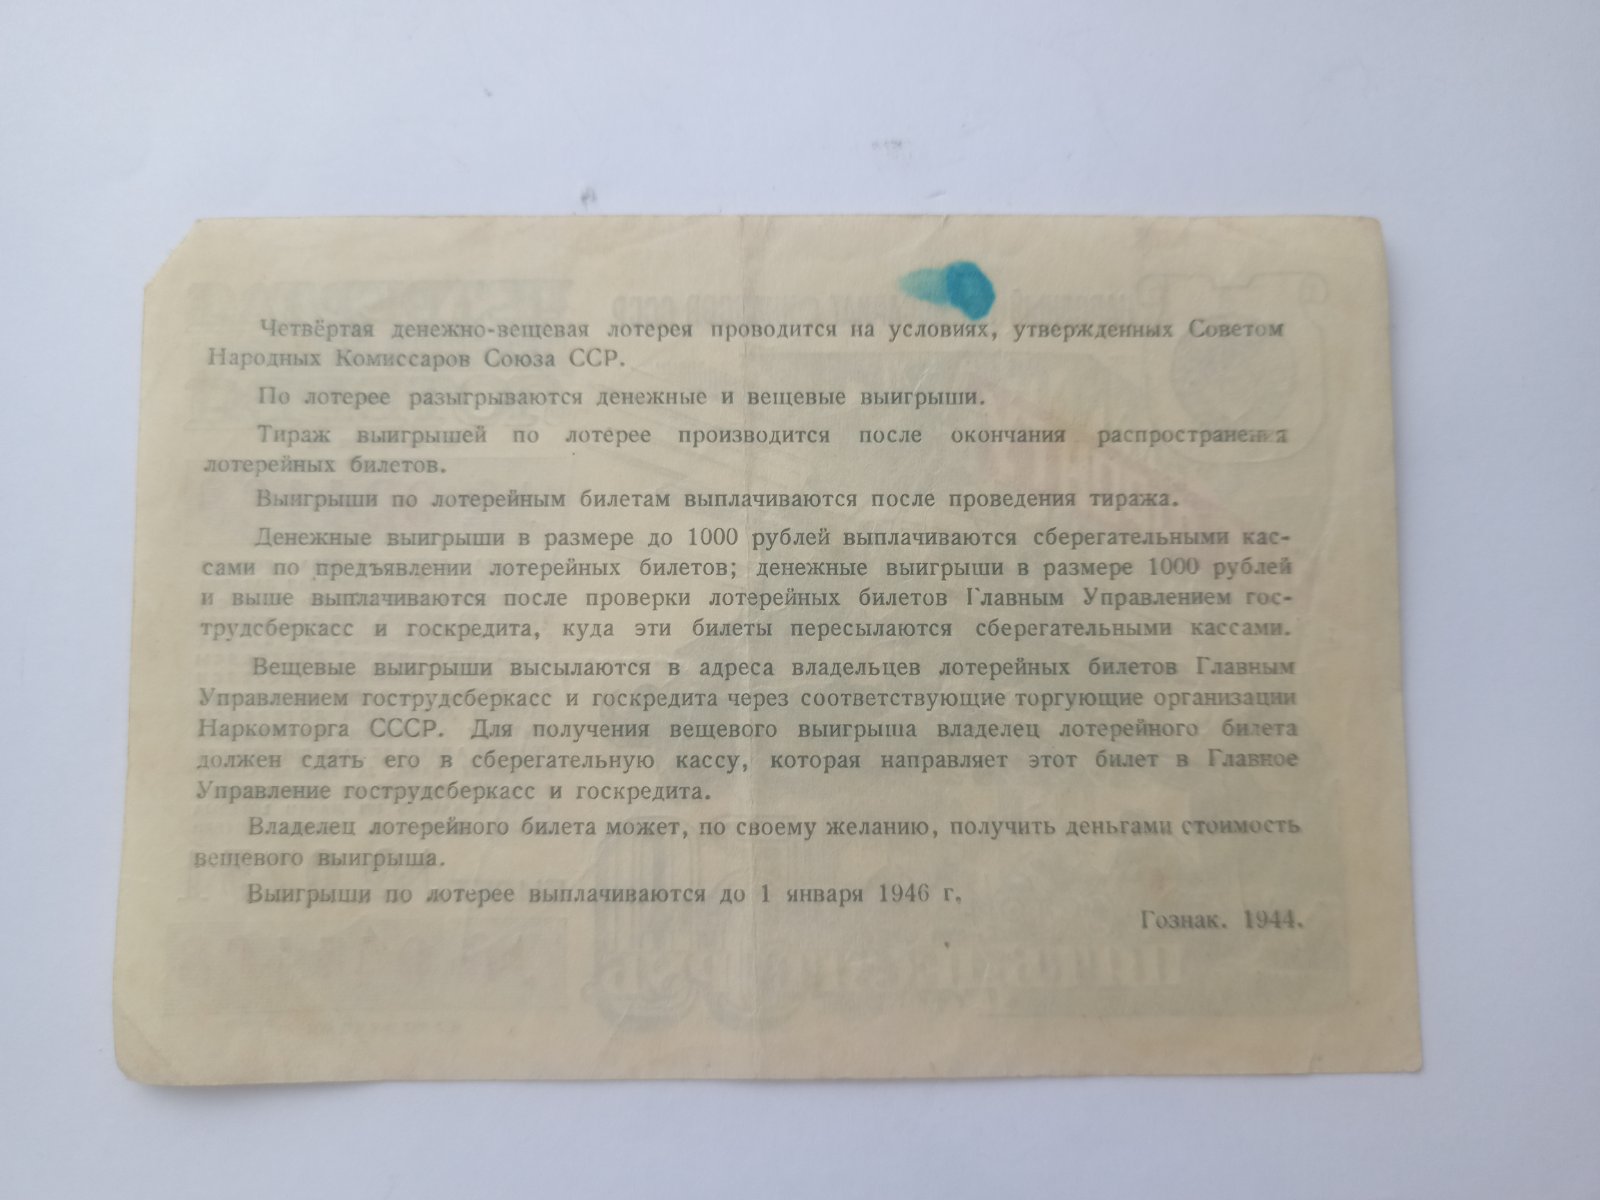 Четвёртая денежно-вещевая лотерея проводится на условиях, утвержденных Советом
Народных Комиссаров Союза ССР.
По лотерее разыгрываются денежные и вещевые выигрыши.
Тираж выигрышей по лотерее производится после окончания распространения
лотерейных билетов.
Выигрыши по лотерейным билетам выплачиваются после проведения тиража.
Денежные выигрыши в размере до 1000 рублей выплачиваются сберегательными кас-
сами по предъявлении лотерейных билетов; денежные выигрыши в размере 1000 рублей
и выше выплачиваются после проверки лотерейных билетов Главным Управлением гос-
трудсберкасс и госкредита, куда эти билеты пересылаются сберегательными кассами.
Вещевые выигрыши высылаются в адреса владельцев лотерейных билетов Главным
Управлением гострудсберкасс и госкредита через соответствующие торгующие организации
Наркомторга СССР. Для получения вещевого выигрыша владелец лотерейного билета
должен сдать его в сберегательную кассу, которая направляет этот билет в Главное
Управление гострудсберкасс и госкредита.
Владелец лотерейного билета может, по своему желанию, получить деньгами стоимость
вещевого выигрыша.
Выигрыши по лотерее выплачиваются до 1 января 1946 г.
Гознак. 1944.